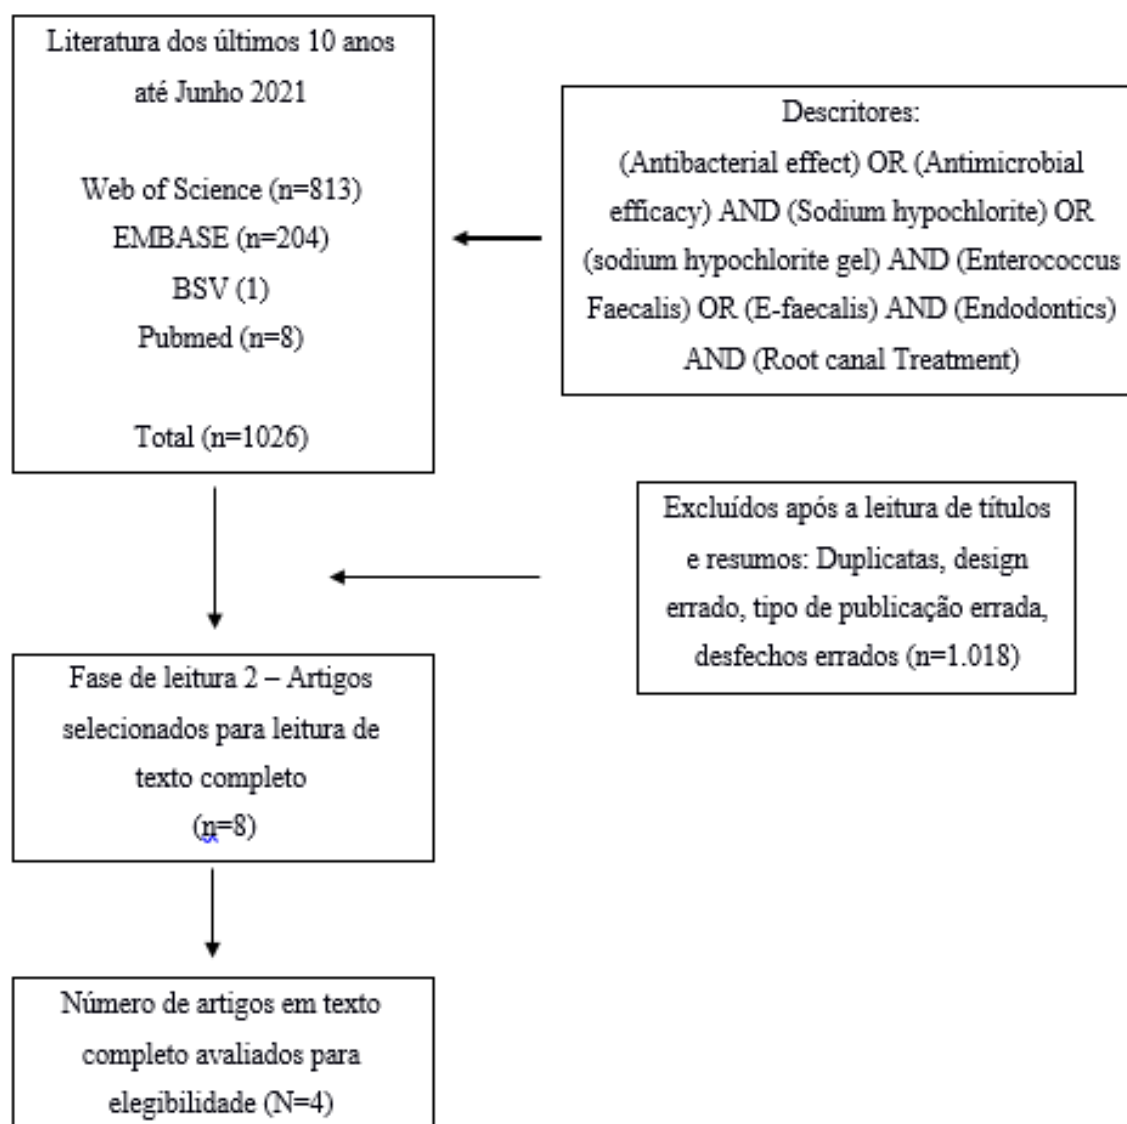 Literatura dos últimos 10 anos
até Junho 2021
Web of Science (n=813)
EMBASE (n=204)
BSV (1)
Pubmed (n=8)
Total (n=1026)
Descritores:
(Antibacterial effect) OR (Antimicrobial
efficacy) AND (Sodium hypochlorite) OR
(sodium hypochlorite gel) AND (Enterococcus
Faecalis) OR (E-faecalis) AND (Endodontics)
AND (Root canal Treatment)
Excluídos após a leitura de títulos
e resumos: Duplicatas, design
errado, tipo de publicação errada,
desfechos errados (n=1.018)
Fase de leitura 2 – Artigos
selecionados para leitura de
texto completo
(n=8)
Número de artigos em texto
completo avaliados para
elegibilidade (N=4)